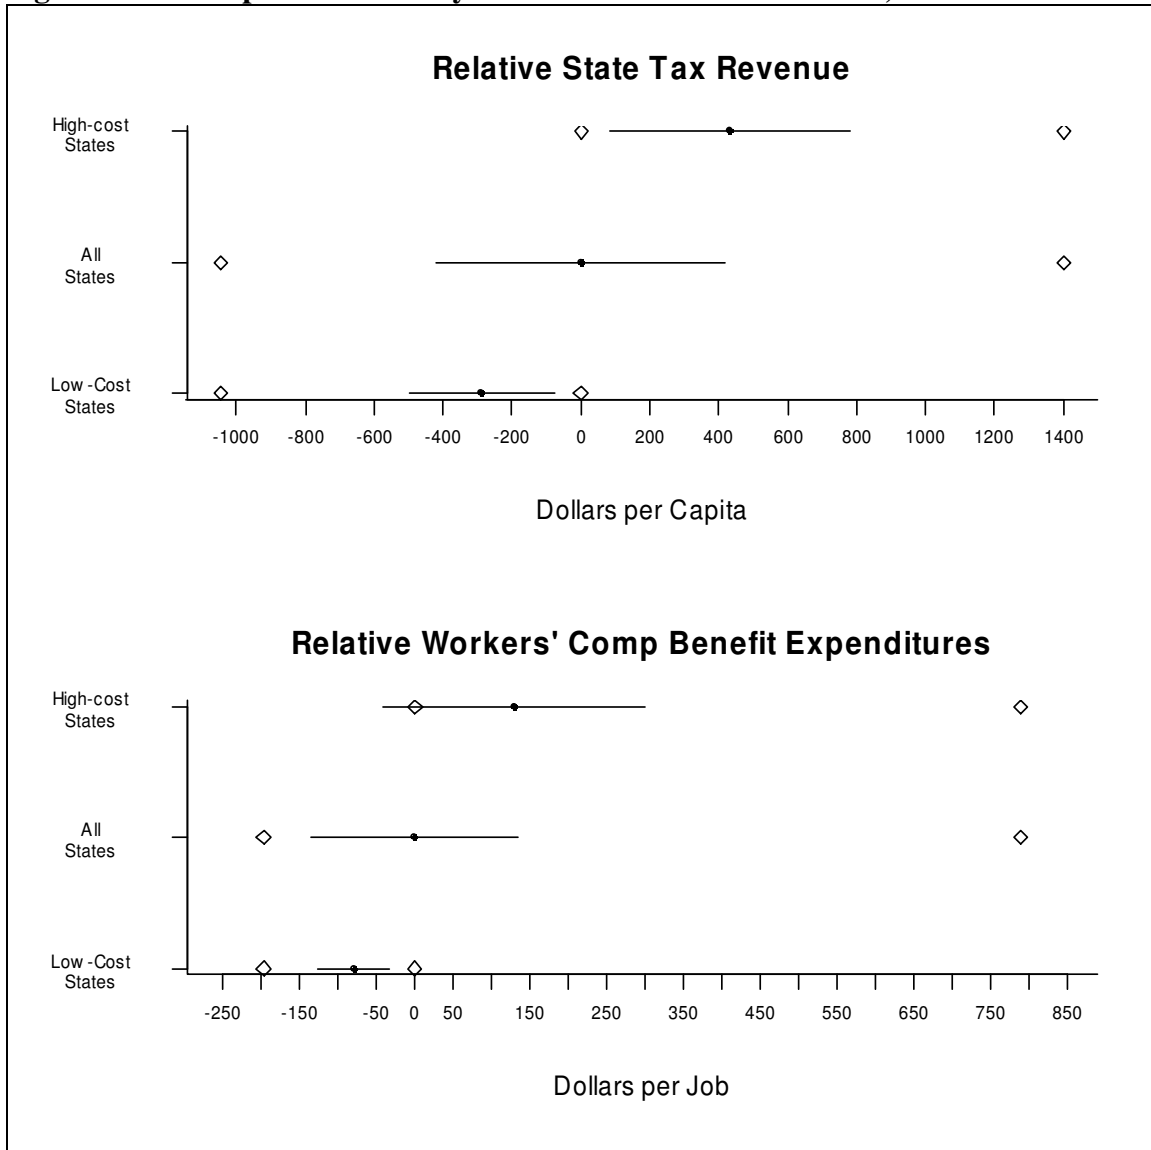 Relative State Tax Revenue
High-cost
States
All
States
Low -Cost
States
-1000 -800 -600 -400 -200 0 200 400 600 800 1000 1200 1400
Dollars per Capita
Relative Workers' Comp Benefit Expenditures
High-cost
States
All
States
Low -Cost
States
-250 -150 -50 0 50 150 250 350 450 550 650 750 850
Dollars per Job